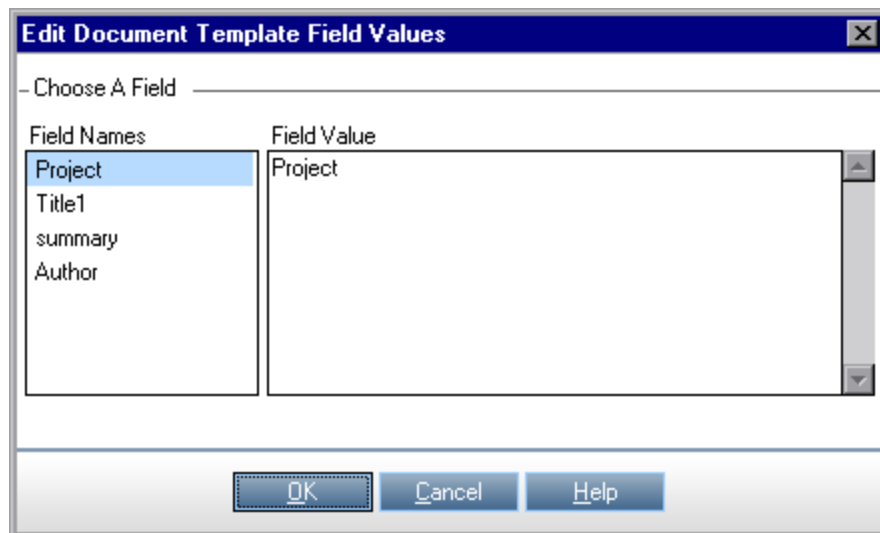 Edit Document Template Field Values
Choose A Field
Field Names
Field Value
Project
Project
Title1
summary
Author
OK
Cancel
Help